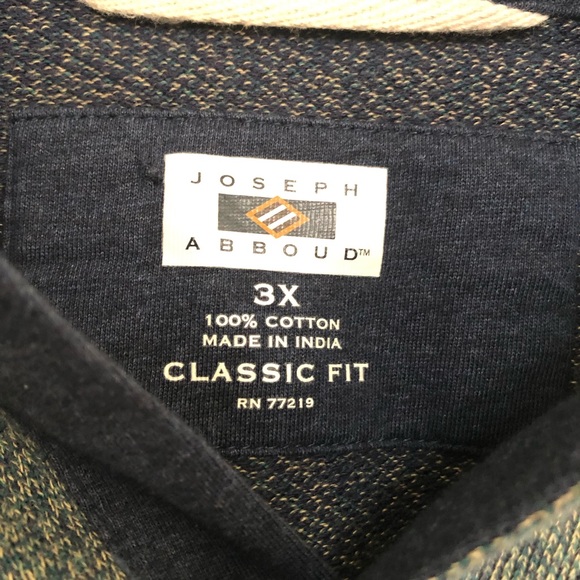 JOSEPH
ABBOUD™
3X
100% COTTON
MADE IN INDIA
CLASSIC FIT
RN 77219